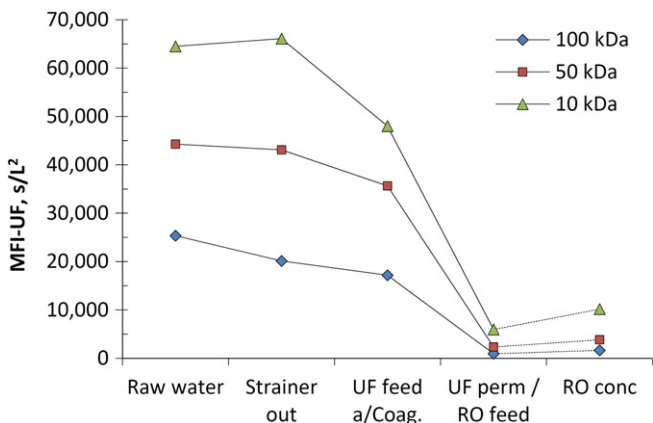 70,000
60,000
50,000
40,000
30,000
20,000
10,000
0
MFI-UF, s/L²
100 kDa
50 kDa
10 kDa
Raw water
Strainer
out
UF feed
a/Coag.
UF perm /
RO feed
RO conc